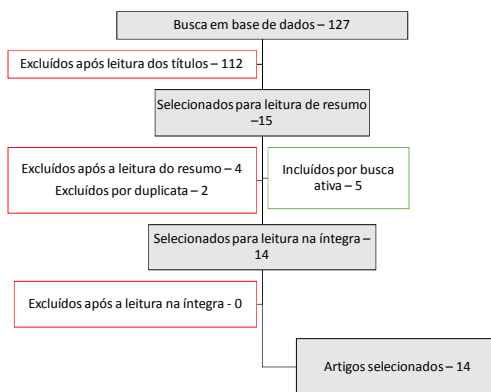 Busca em base de dados – 127
Excluídos após leitura dos títulos – 112
Selecionados para leitura de resumo
–15
Excluídos após a leitura do resumo – 4
Excluídos por duplicata – 2
Incluídos por busca
ativa – 5
Selecionados para leitura na íntegra –
14
Excluídos após a leitura na íntegra - 0
Artigos selecionados – 14